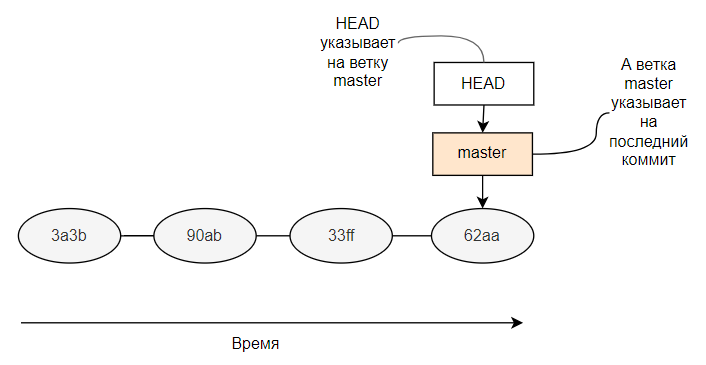 HEAD
указывает
на ветку
master
HEAD
А ветка
master
указывает
на
последний
коммит
master
3a3b
90ab
33ff
62aa
Время